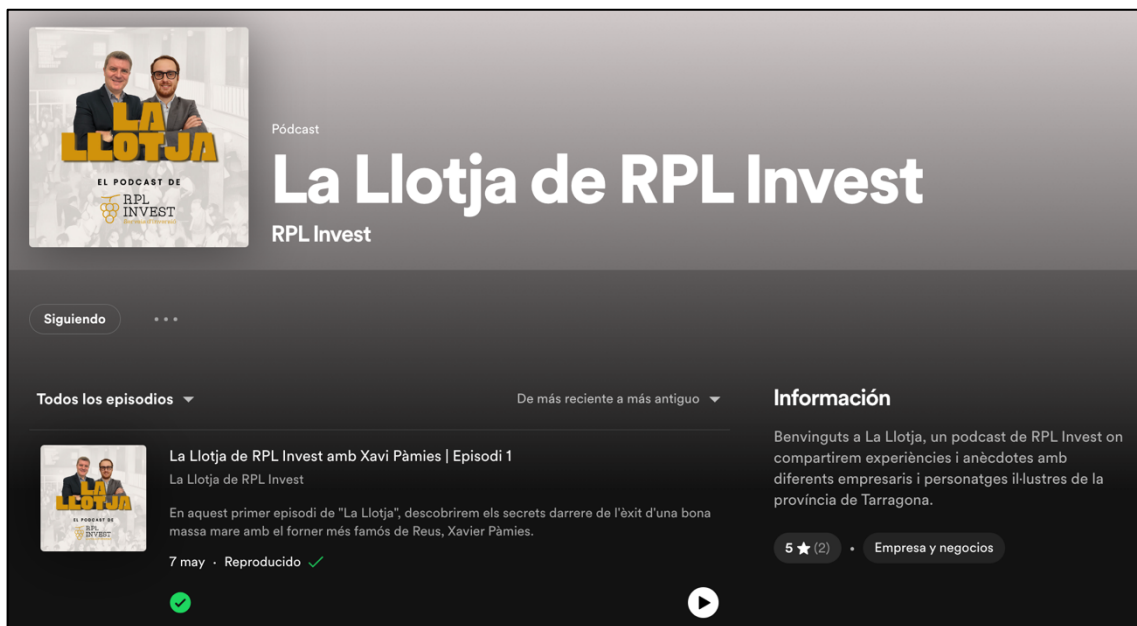 LA
LLOTJA
EL PODCAST DE
RPL
INVEST
Pódcast
La Llotja de RPL Invest
RPL Invest
Siguiendo
Todos los episodios
De más reciente a más antiguo
LA
LLOTJA
EL PODCAST DE
RPL
INVEST
La Llotja de RPL Invest amb Xavi Pàmies | Episodi 1
La Llotja de RPL Invest
En aquest primer episodi de "La Llotja", descobrirem els secrets darrere de l'èxit d'una bona
massa mare amb el forner més famós de Reus, Xavier Pàmies.
7 may · Reproducido
Información
Benvinguts a La Llotja, un podcast de RPL Invest on
compartirem experiències i anècdotes amb
diferents empresaris i personatges il·lustres de la
província de Tarragona.
5 ★ (2) • Empresa y negocios